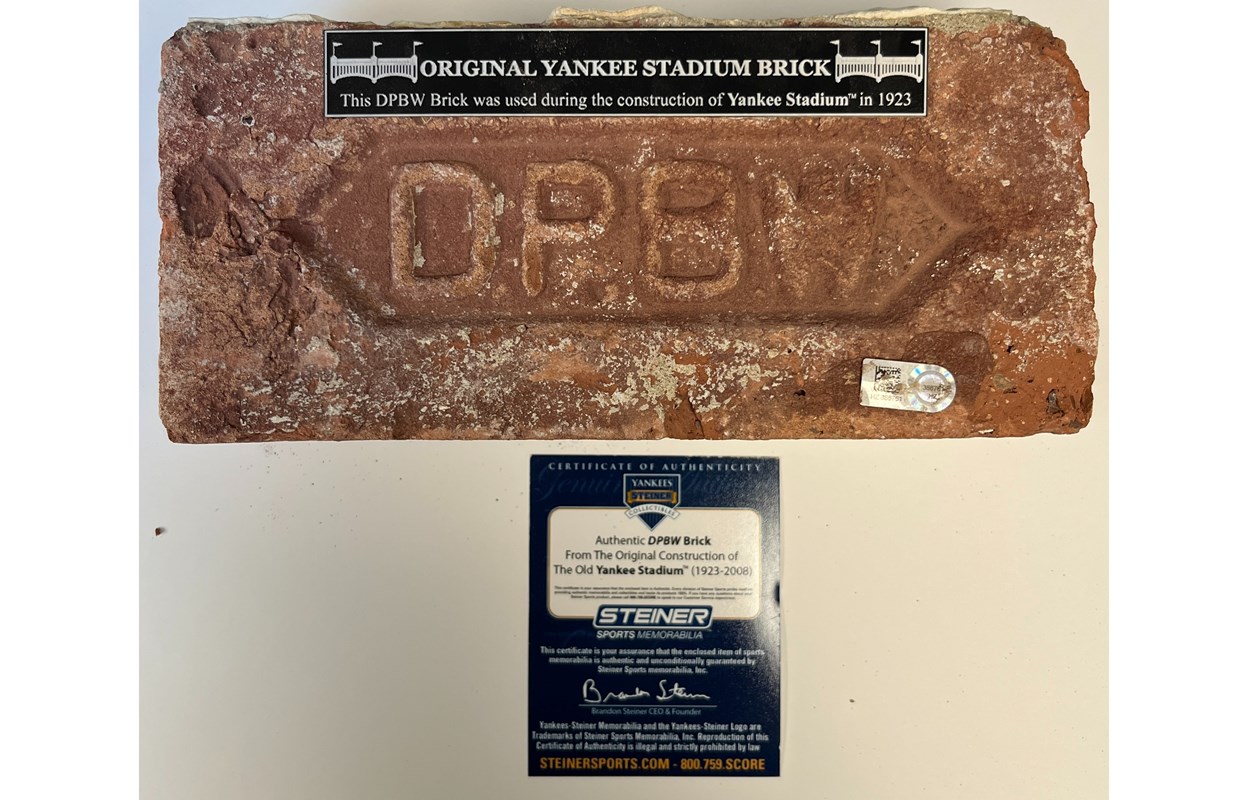 ORIGINAL YANKEE STADIUM BRICK
This DPBW Brick was used during the construction of Yankee Stadium™ in 1923
D.P.B.W
CERTIFICATE OF AUTHENTICITY
YANKEES
STEINER
COLLECTIBLES
Authentic DPBW Brick
From The Original Construction of
The Old Yankee Stadium™ (1923-2008)
STEINER
SPORTS MEMORABILIA
This certificate is your assurance that the enclosed item of sports
memorabilia is authentic and unconditionally guaranteed by
Steiner Sports memorabilia, Inc.
Brandon Steiner CEO & Founder
Yankees-Steiner Memorabilia and the Yankees-Steiner Logo are
Trademarks of Steiner Sports Memorabilia, Inc. Reproduction of this
Certificate of Authenticity is illegal and strictly prohibited by law
STEINERSPORTS.COM - 800.759.SCORE